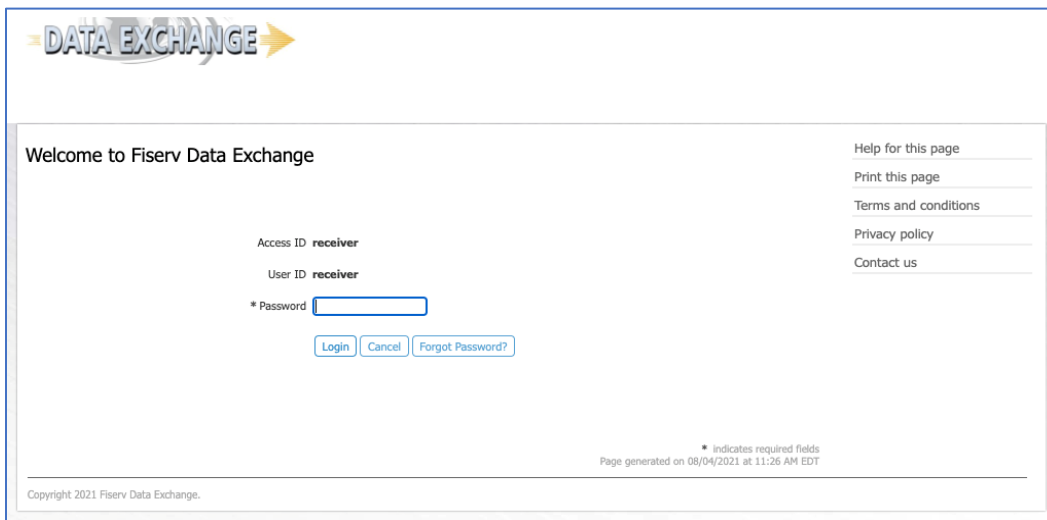 DATA EXCHANGE
Welcome to Fiserv Data Exchange
Access ID receiver
User ID receiver
* Password
Login Cancel Forgot Password?
Help for this page
Print this page
Terms and conditions
Privacy policy
Contact us
* indicates required fields
Page generated on 08/04/2021 at 11:26 AM EDT
Copyright 2021 Fiserv Data Exchange.